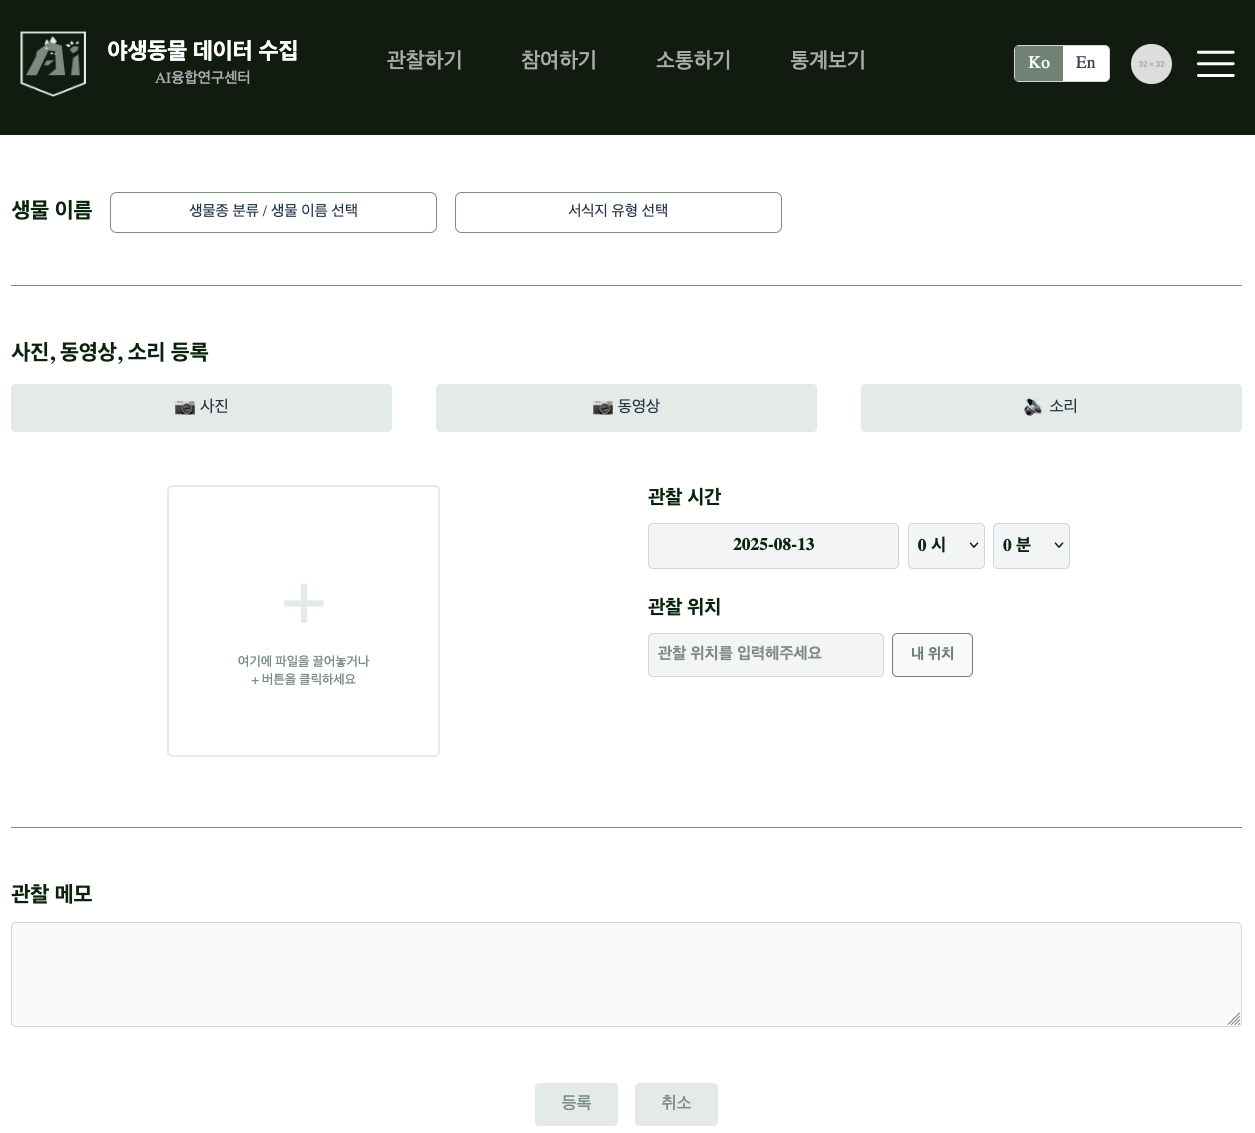 Ai
야생동물 데이터 수집
AI융합연구센터
관찰하기
참여하기
소통하기
통계보기
Ko
En
32 × 32
생물 이름
생물종 분류 / 생물 이름 선택
서식지 유형 선택
사진, 동영상, 소리 등록
사진
동영상
소리
여기에 파일을 끌어놓거나
+ 버튼을 클릭하세요
관찰 시간
2025-08-13
0 시
0 분
관찰 위치
관찰 위치를 입력헤주세요
내 위치
관찰 메모
등록
취소